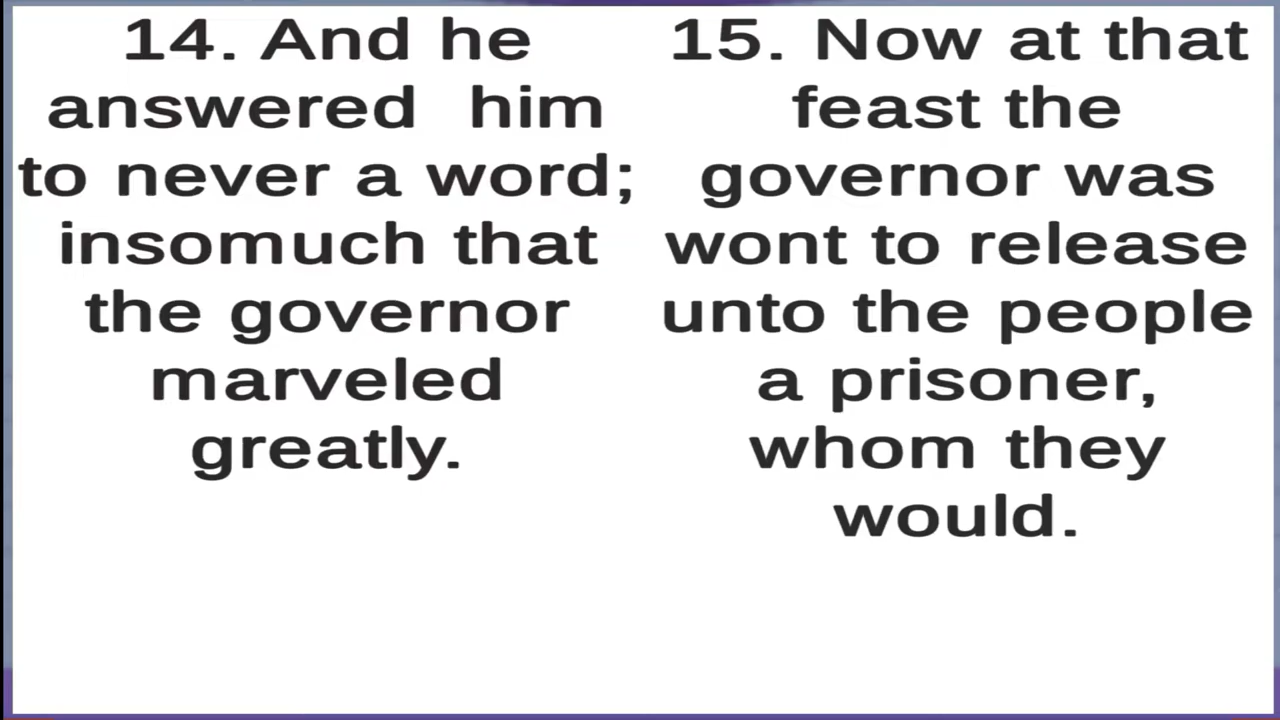 14. And he
answered  him
to never a word;
insomuch that
the governor
marveled
greatly.
15. Now at that
feast the
governor was
wont to release
unto the people
a prisoner,
whom they
would.